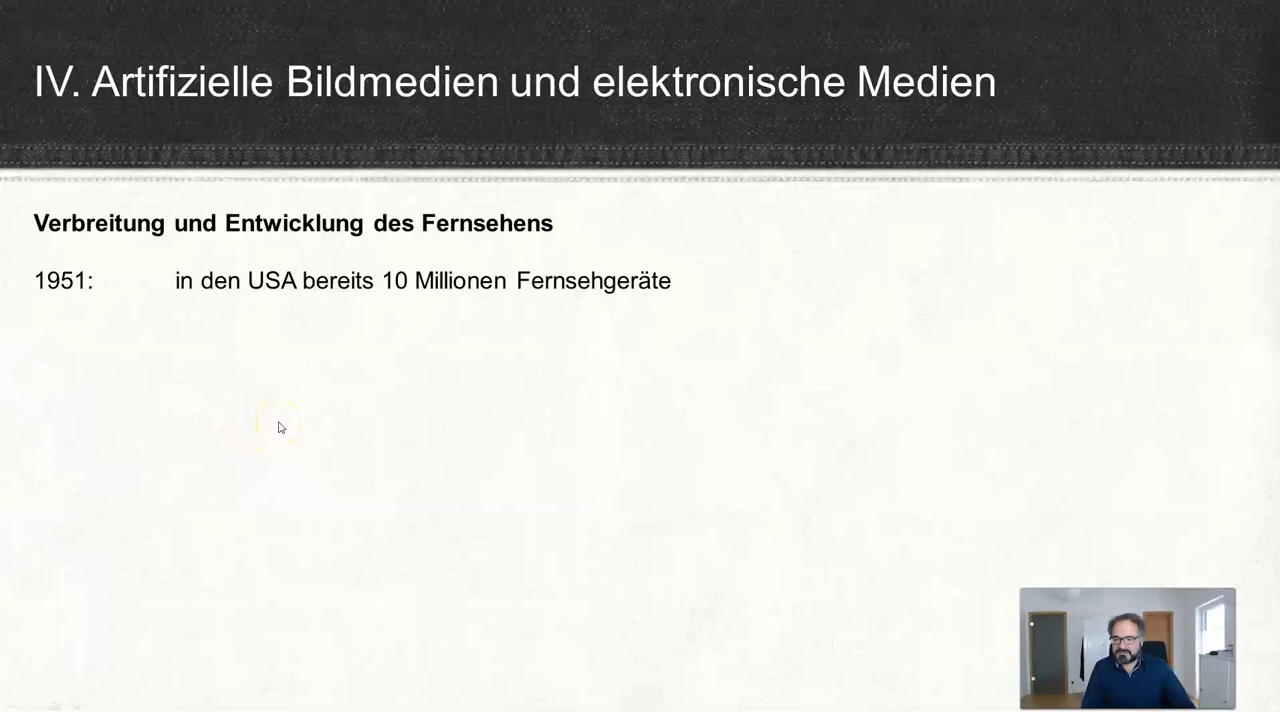 IV. Artifizielle Bildmedien und elektronische Medien
Verbreitung und Entwicklung des Fernsehens
1951: in den USA bereits 10 Millionen Fernsehgeräte